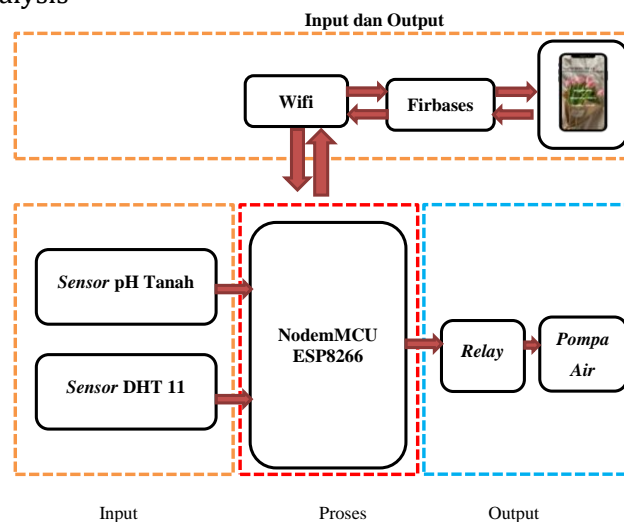 alysis
Input dan Output
Wifi
Firbases
Sensor pH Tanah
NodemMCU
ESP8266
Sensor DHT 11
Relay
Pompa
Air
Input
Proses
Output